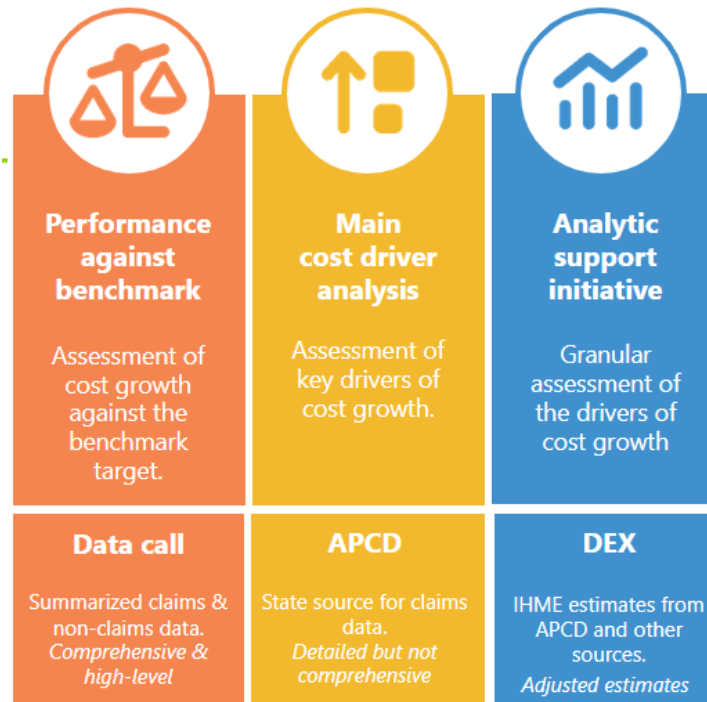 Performance
against
benchmark
Assessment of
cost growth
against the
benchmark
target.
Data call
Summarized claims &
non-claims data.
Comprehensive &
high-level
Main
cost driver
analysis
Assessment of
key drivers of
cost growth.
APCD
State source for claims
data.
Detailed but not
comprehensive
Analytic
support
initiative
Granular
assessment of
the drivers of
cost growth
DEX
IHME estimates from
APCD and other
sources.
Adjusted estimates